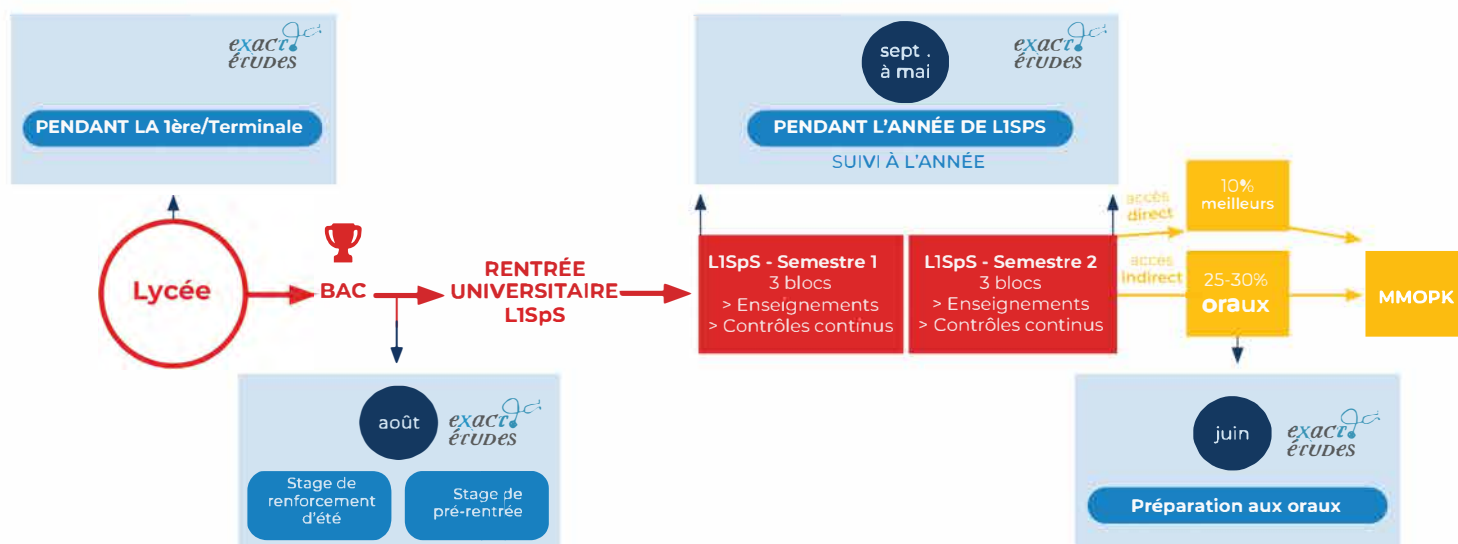 exact
études
PENDANT LA 1ère/Terminale
sept .
à mai
exact
études
PENDANT L'ANNÉE DE L1SPS
SUIVI À L'ANNÉE
Lycée
BAC
RENTRÉE
UNIVERSITAIRE
L1SpS
L1SpS - Semestre 1
3 blocs
> Enseignements
> Contrôles continus
L1SpS - Semestre 2
3 blocs
> Enseignements
> Contrôles continus
accès
direct
10%
meilleurs
accès
indirect
25-30%
oraux
MMOPK
août
exact
études
Stage de
renforcement
d'été
Stage de
pré-rentrée
juin
exact
études
Préparation aux oraux